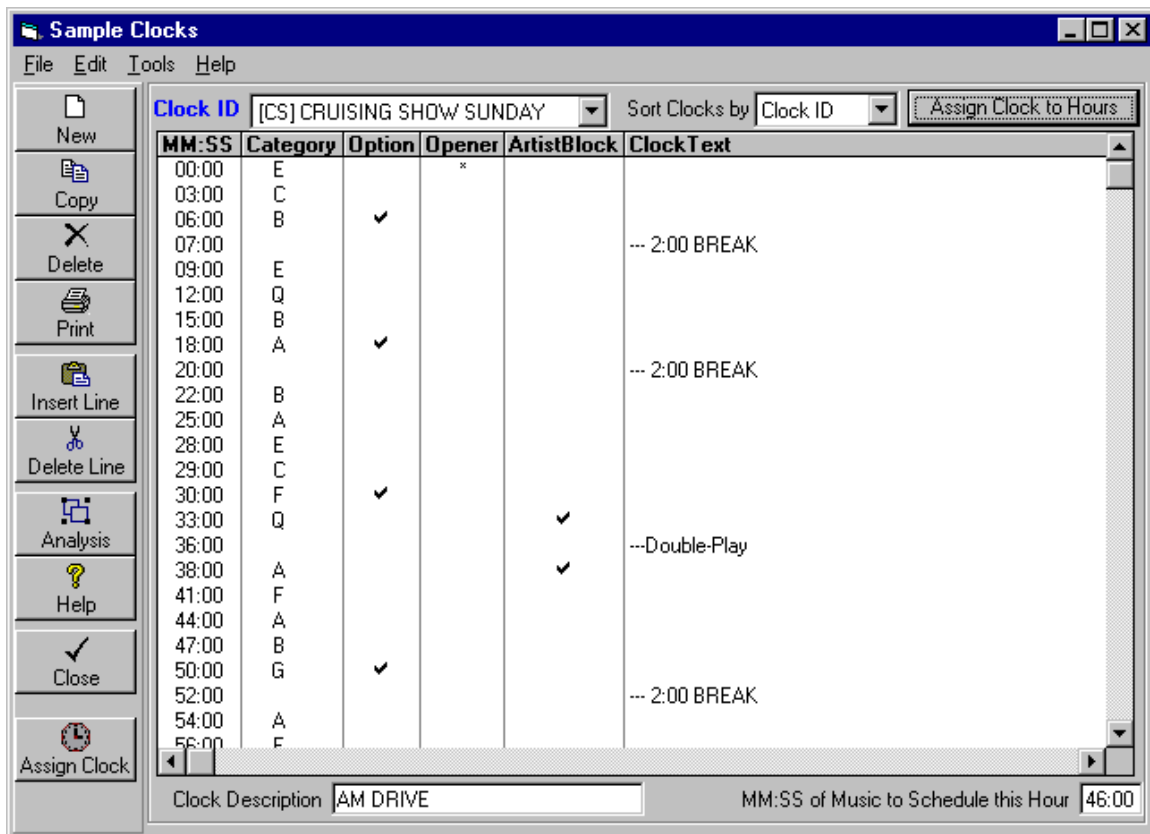 Sample Clocks
File Edit Tools Help
New
Copy
Delete
Print
Insert Line
Delete Line
Analysis
Help
Close
Assign Clock
Clock ID [CS] CRUISING SHOW SUNDAY Sort Clocks by Clock ID Assign Clock to Hours
MM:SS Category Option Opener ArtistBlock ClockText
00:00 E *
03:00 C
06:00 B ✔
07:00 --- 2:00 BREAK
09:00 E
12:00 Q
15:00 B
18:00 A ✔
20:00 --- 2:00 BREAK
22:00 B
25:00 A
28:00 E
29:00 C
30:00 F ✔
33:00 Q ✔
36:00 ---Double-Play
38:00 A ✔
41:00 F
44:00 A
47:00 B
50:00 G ✔
52:00 --- 2:00 BREAK
54:00 A
56:00
Clock Description AM DRIVE MM:SS of Music to Schedule this Hour 46:00